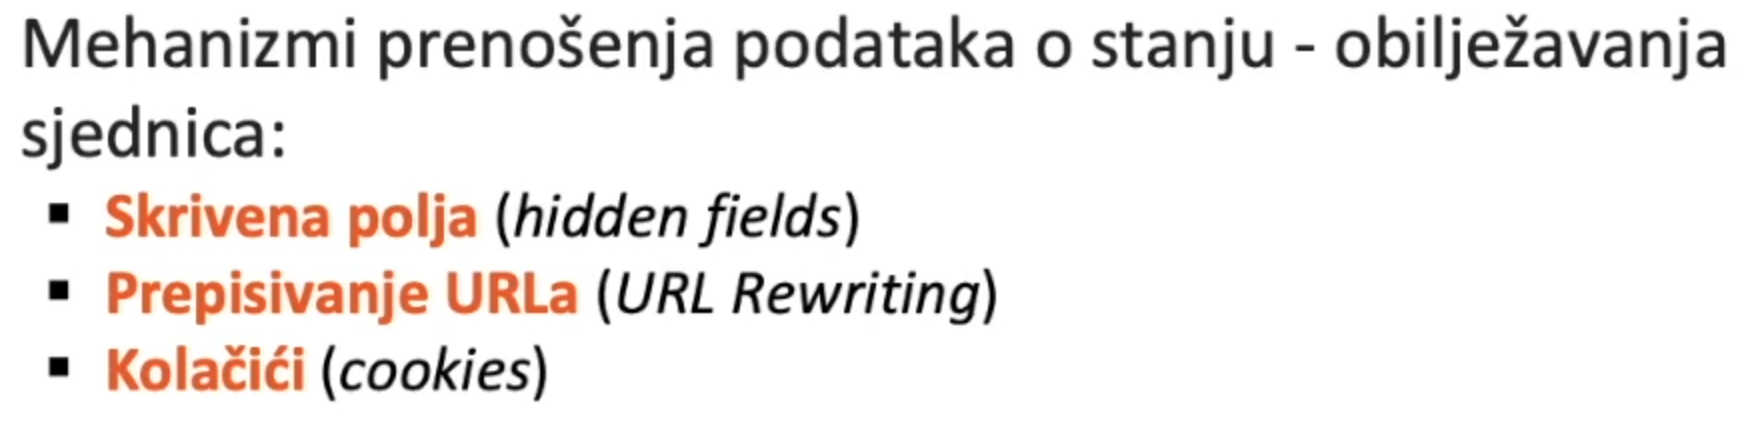 Mehanizmi prenošenja podataka o stanju - obilježavanja
sjednica:
▪ Skrivena polja (hidden fields)
▪ Prepisivanje URLa (URL Rewriting)
▪ Kolačići (cookies)